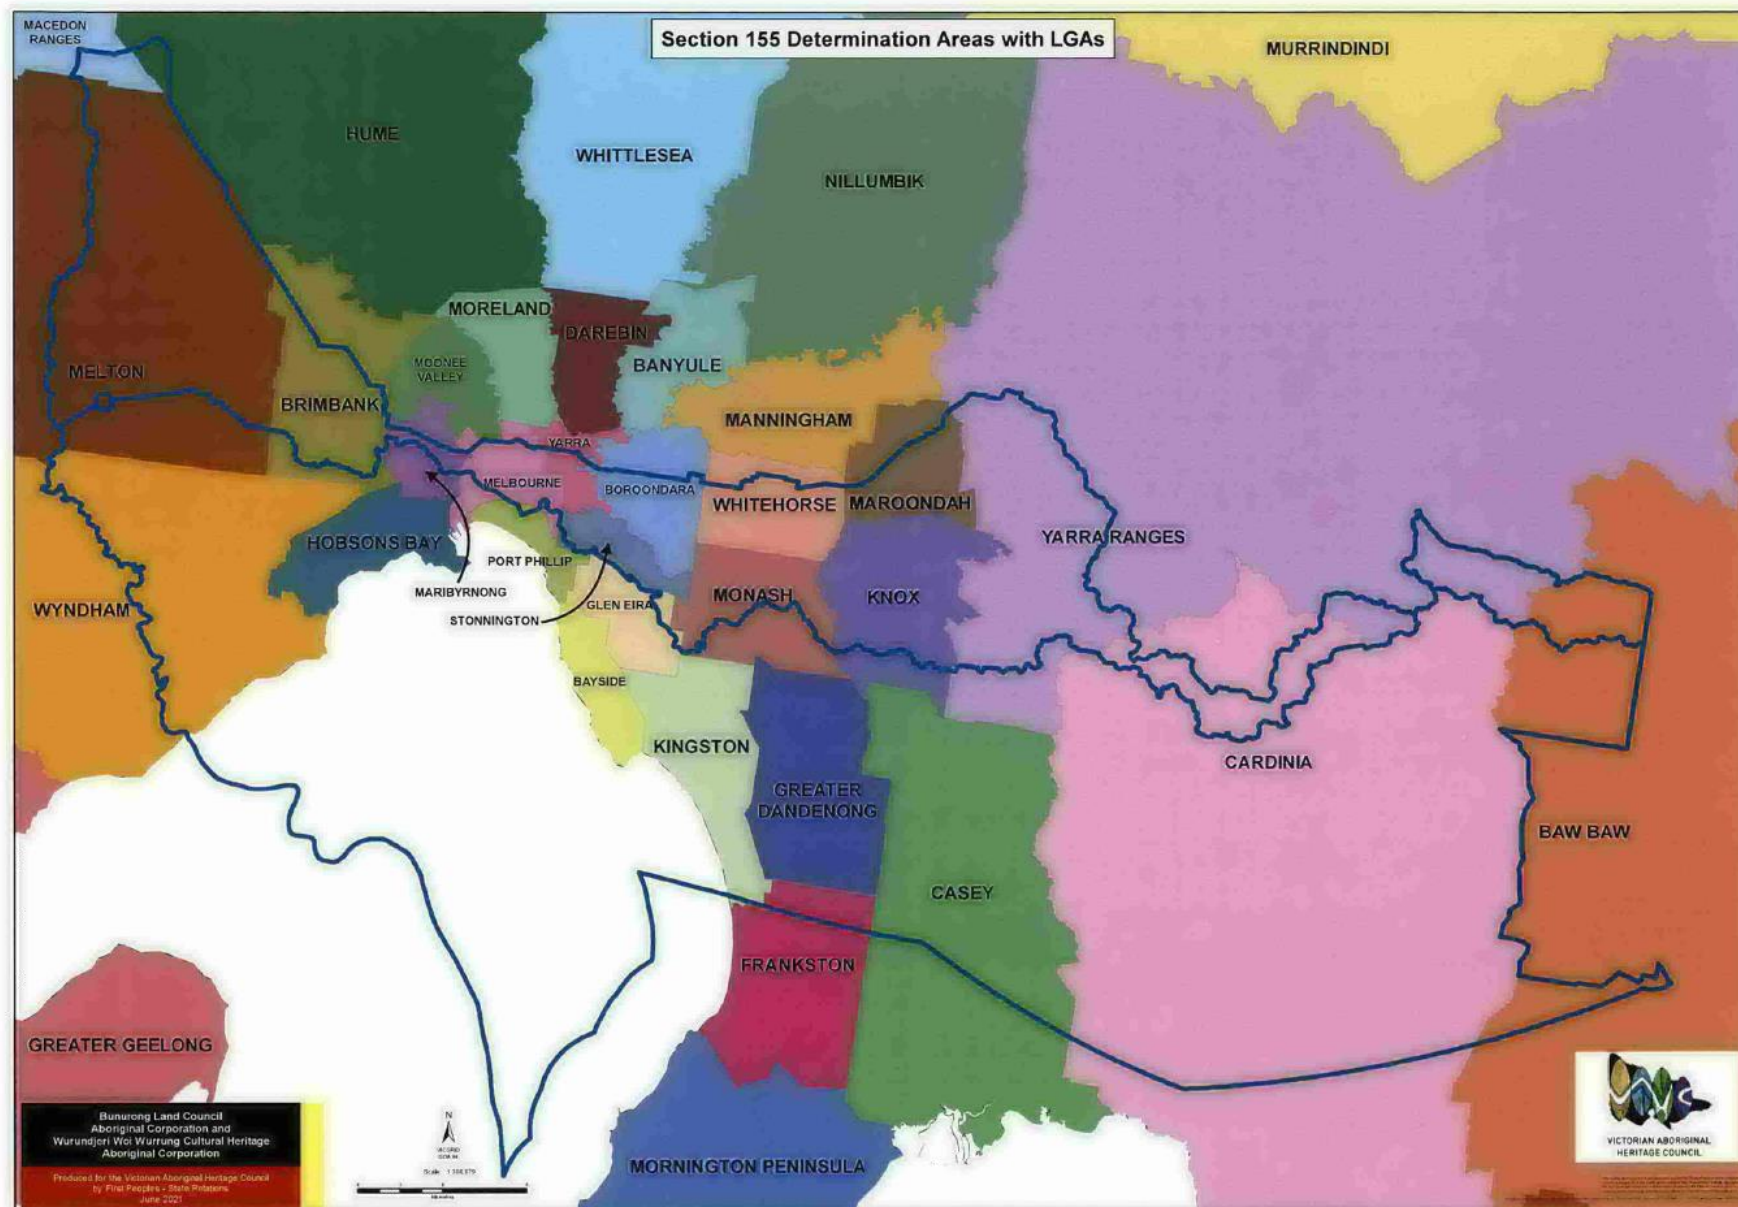 Section 155 Determination Areas with LGAs
MACEDON
RANGES
MURRINDINDI
HUME
WHITTLESEA
NILLUMBIK
MORELAND
DAREBIN
MOONEE
VALLEY
BANYULE
MELTON
BRIMBANK
MANNINGHAM
YARRA
MELBOURNE
BOROONDARA
WHITEHORSE
MAROONDAH
YARRA RANGES
HOBSONS BAY
PORT PHILLIP
MARIBYRNONG
STONNINGTON
GLEN EIRA
MONASH
KNOX
WYNDHAM
BAYSIDE
KINGSTON
CARDINIA
GREATER
DANDENONG
BAW BAW
CASEY
FRANKSTON
GREATER GEELONG
MORNINGTON PENINSULA
Bunurong Land Council
Aboriginal Corporation and
Wurundjeri Woi Wurrung Cultural Heritage
Aboriginal Corporation
Produced for the Victorian Aboriginal Heritage Council
by First Peoples - State Relations
June 2021
N
Scale
VICTORIAN ABORIGINAL
HERITAGE COUNCIL